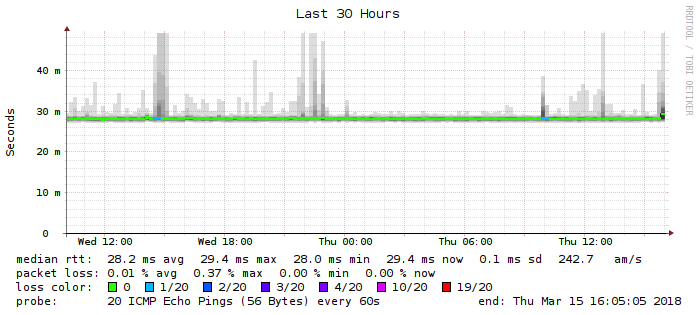 Last 30 Hours
RRDTOOL / TOBI OETIKER
Seconds
40 m
30 m
20 m
10 m
0
Wed 12:00 Wed 18:00 Thu 00:00 Thu 06:00 Thu 12:00
median rtt: 28.2 ms avg 29.4 ms max 28.0 ms min 29.4 ms now 0.1 ms sd 242.7 am/s
packet loss: 0.01 % avg 0.37 % max 0.00 % min 0.00 % now
loss color: 0 1/20 2/20 3/20 4/20 10/20 19/20
probe: 20 ICMP Echo Pings (56 Bytes) every 60s end: Thu Mar 15 16:05:05 2018